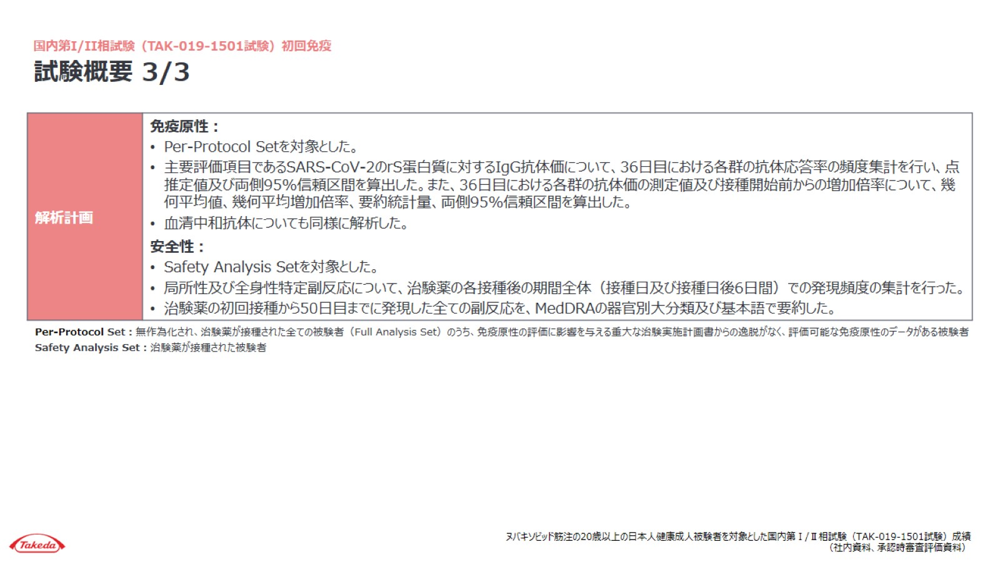 国内第I/II相試験（TAK-019-1501試験）初回免疫
試験概要 3/3
解析計画
免疫原性：
• Per-Protocol Setを対象とした。
• 主要評価項目であるSARS-CoV-2のrS蛋白質に対するIgG抗体価について、36日目における各群の抗体応答率の頻度集計を行い、点
推定値及び両側95%信頼区間を算出した。また、36日目における各群の抗体価の測定値及び接種開始前からの増加倍率について、幾
何平均値、幾何平均増加倍率、要約統計量、両側95%信頼区間を算出した。
• 血清中和抗体についても同様に解析した。
安全性：
• Safety Analysis Setを対象とした。
• 局所性及び全身性特定副反応について、治験薬の各接種後の期間全体（接種日及び接種日後6日間）での発現頻度の集計を行った。
• 治験薬の初回接種から50日目までに発現した全ての副反応を、MedDRAの器官別大分類及び基本語で要約した。
Per-Protocol Set：無作為化され、治験薬が接種された全ての被験者（Full Analysis Set）のうち、免疫原性の評価に影響を与える重大な治験実施計画書からの逸脱がなく、評価可能な免疫原性のデータがある被験者
Safety Analysis Set：治験薬が接種された被験者
Takeda
ヌバキソビッド筋注の20歳以上の日本人健康成人被験者を対象とした国内第Ⅰ/Ⅱ相試験（TAK-019-1501試験）成績
（社内資料、承認時審査評価資料）